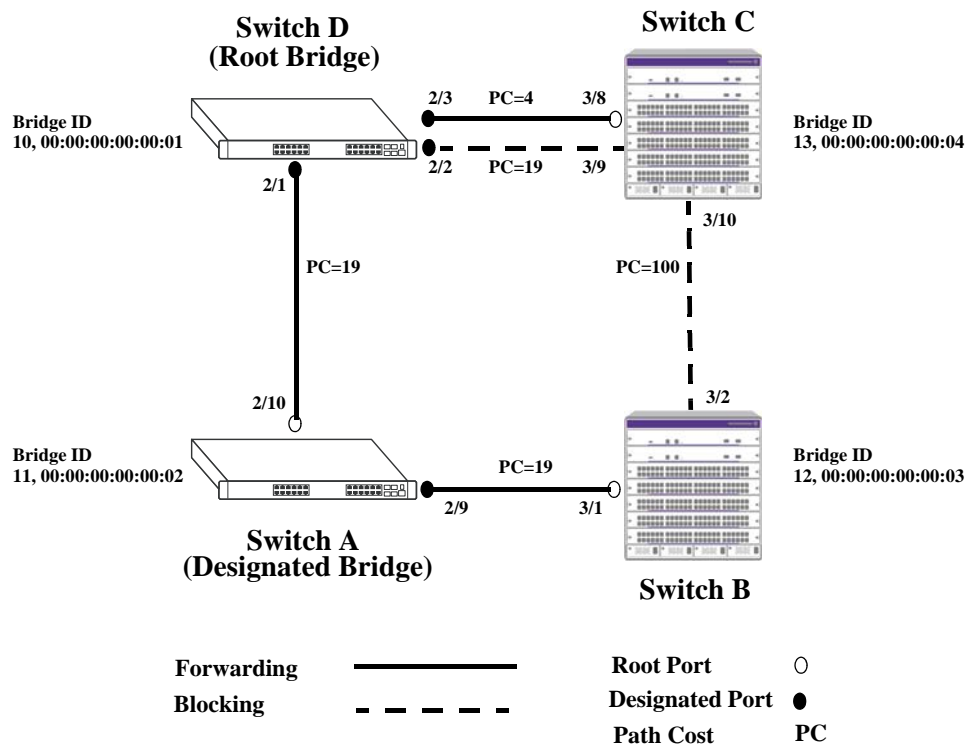 Switch D
(Root Bridge)
Switch C
Bridge ID
10, 00:00:00:00:00:01
2/3
PC=4
3/8
2/2
PC=19
3/9
Bridge ID
13, 00:00:00:00:00:04
2/1
3/10
PC=19
PC=100
2/10
3/2
Bridge ID
11, 00:00:00:00:00:02
PC=19
2/9
3/1
Bridge ID
12, 00:00:00:00:00:03
Switch A
(Designated Bridge)
Switch B
Forwarding
Root Port
Blocking
Designated Port
Path Cost
PC